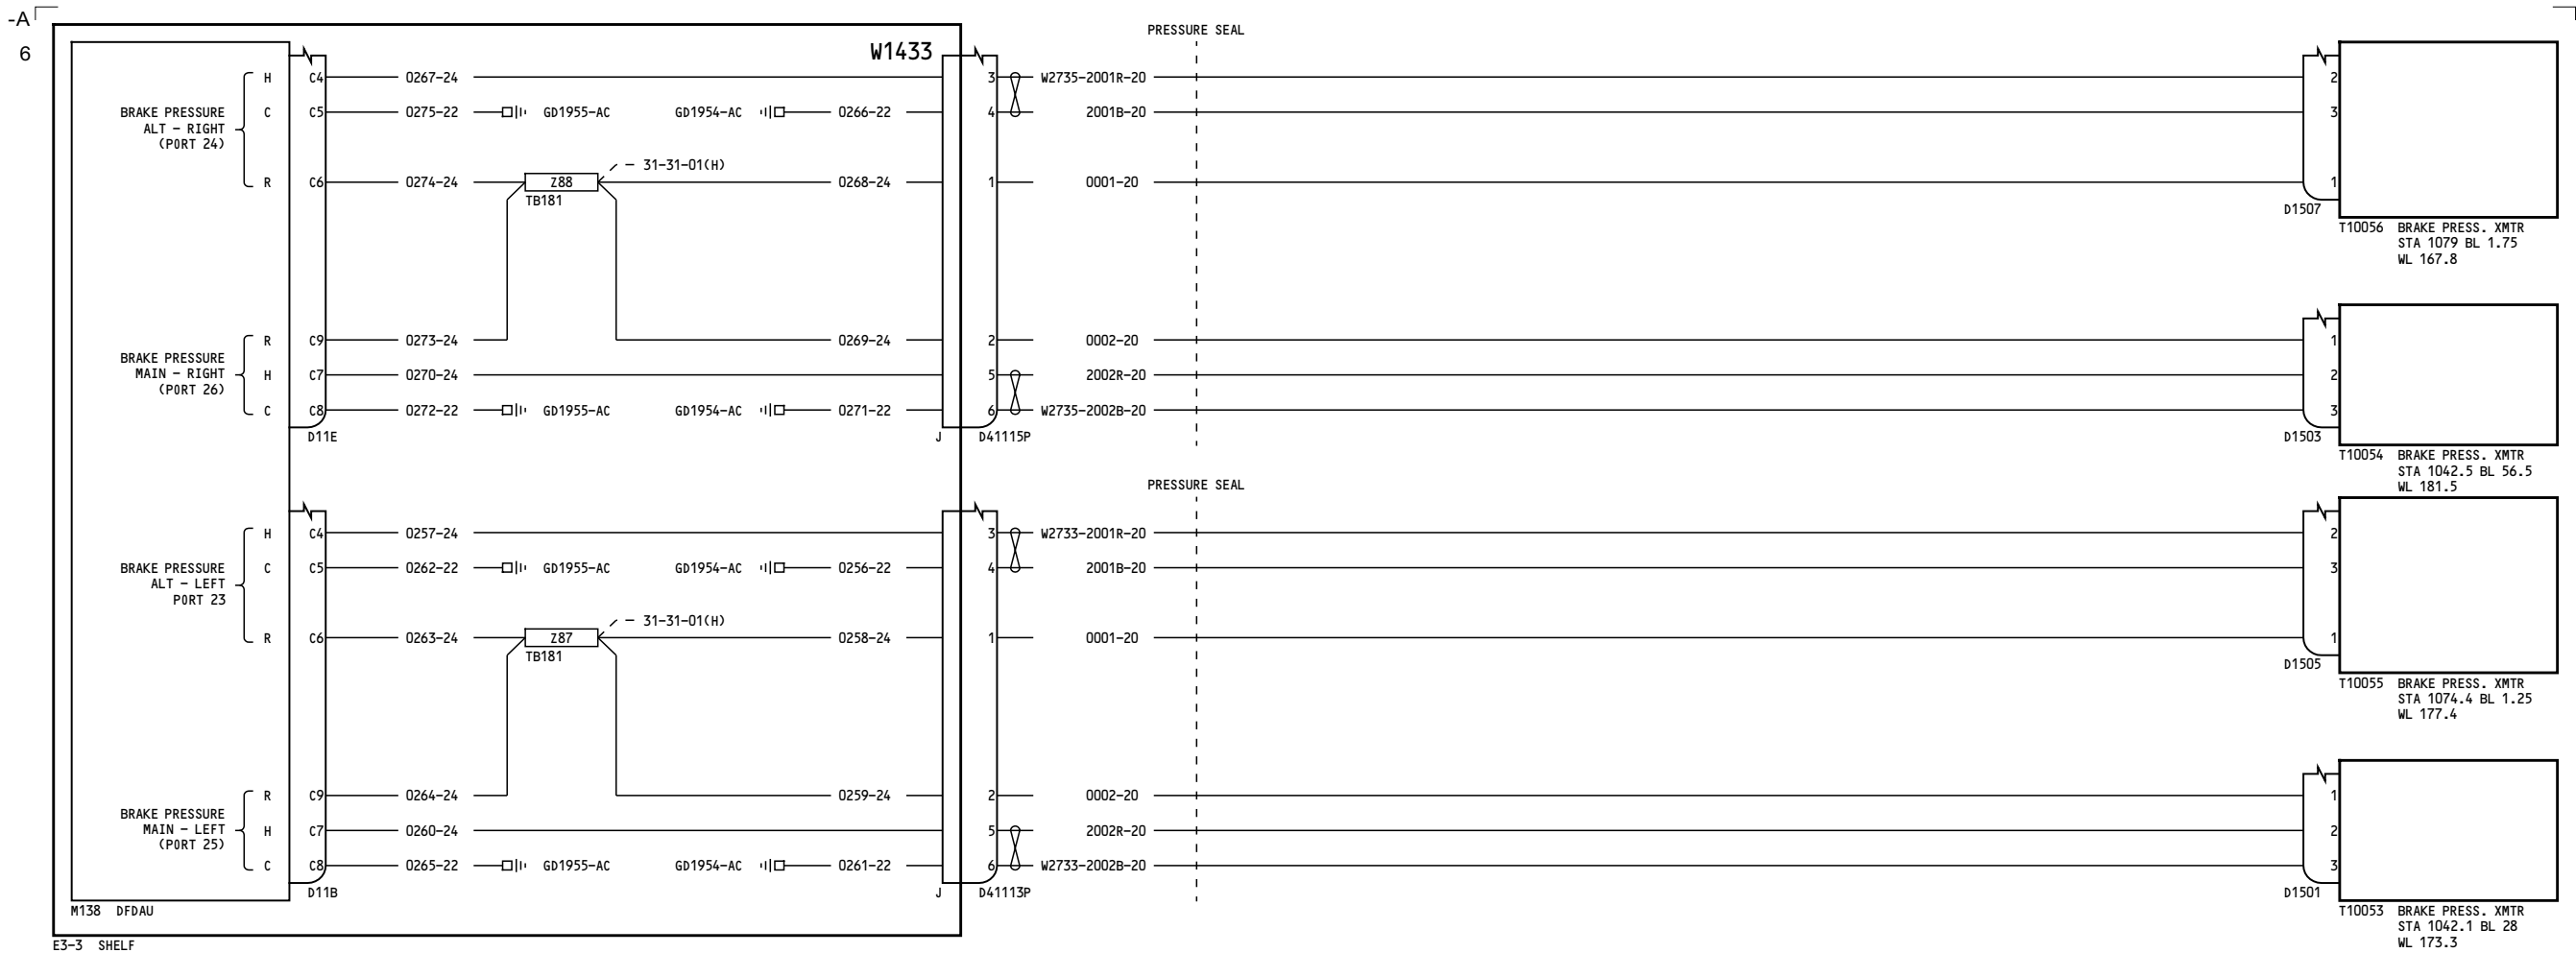 -A
6
PRESSURE SEAL
W1433
H C4 0267-24 3 W2735-2001R-20 2
BRAKE PRESSURE C C5 0275-22 GD1955-AC GD1954-AC 0266-22 4 2001B-20 3
ALT - RIGHT
(PORT 24)
31-31-01(H)
R C6 0274-24 Z88 0268-24 1 0001-20 1
TB181
D1507
T10056 BRAKE PRESS. XMTR
STA 1079 BL 1.75
WL 167.8
R C9 0273-24 0269-24 2 0002-20 1
BRAKE PRESSURE
MAIN - RIGHT H C7 0270-24 5 2002R-20 2
(PORT 26)
C C8 0272-22 GD1955-AC GD1954-AC 0271-22 6 W2735-2002B-20 3
D11E J D41115P D1503
T10054 BRAKE PRESS. XMTR
STA 1042.5 BL 56.5
WL 181.5
PRESSURE SEAL
H C4 0257-24 3 W2733-2001R-20 2
BRAKE PRESSURE C C5 0262-22 GD1955-AC GD1954-AC 0256-22 4 2001B-20 3
ALT - LEFT
PORT 23
31-31-01(H)
R C6 0263-24 Z87 0258-24 1 0001-20 1
TB181
D1505
T10055 BRAKE PRESS. XMTR
STA 1074.4 BL 1.25
WL 177.4
R C9 0264-24 0259-24 2 0002-20 1
BRAKE PRESSURE
MAIN - LEFT H C7 0260-24 5 2002R-20 2
(PORT 25)
C C8 0265-22 GD1955-AC GD1954-AC 0261-22 6 W2733-2002B-20 3
D11B J D41113P D1501
M138 DFDAU
T10053 BRAKE PRESS. XMTR
STA 1042.1 BL 28
WL 173.3
E3-3 SHELF